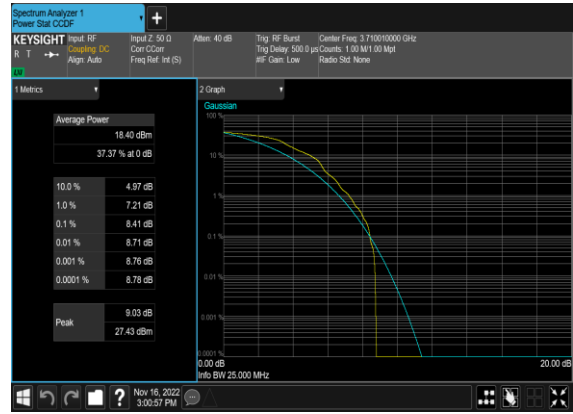 Spectrum Analyzer 1
Power Stat CCDF
KEYSIGHT
R T
Input: RF
Coupling: DC
Align: Auto
Input Z: 50 Ω
Corr CCorr
Freq Ref: Int (S)
Atten: 40 dB
Trig: RF Burst
Trig Delay: 500.0 µs
#IF Gain: Low
Center Freq: 3.710010000 GHz
Counts: 1.00 M/1.00 Mpt
Radio Std: None
1 Metrics
Average Power
18.40 dBm
37.37 % at 0 dB
10.0 % 4.97 dB
1.0 % 7.21 dB
0.1 % 8.41 dB
0.01 % 8.71 dB
0.001 % 8.76 dB
0.0001 % 8.78 dB
Peak 9.03 dB
27.43 dBm
2 Graph
Gaussian
100 %
10 %
1 %
0.1 %
0.01 %
0.001 %
0.0001 %
0.00 dB 20.00 dB
Info BW 25.000 MHz
?
Nov 16, 2022
3:00:57 PM